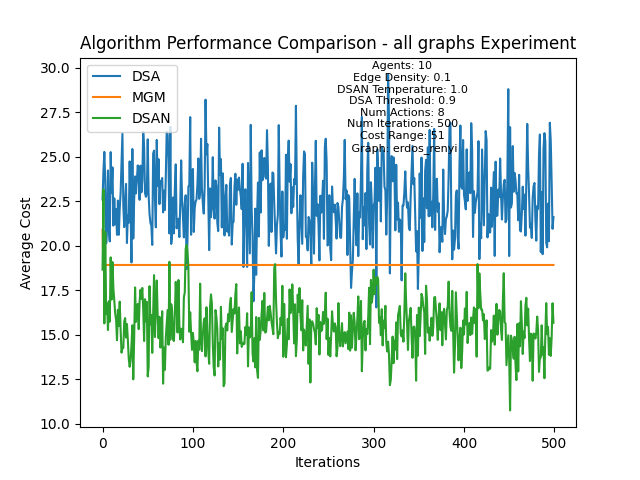 Algorithm Performance Comparison - all graphs Experiment
DSA
MGM
DSAN
Agents: 10
Edge Density: 0.1
DSAN Temperature: 1.0
DSA Threshold: 0.9
Num Actions: 8
Num Iterations: 500
Cost Range: 51
Graph: erdos_renyi
Average Cost
30.0
27.5
25.0
22.5
20.0
17.5
15.0
12.5
10.0
0 100 200 300 400 500
Iterations